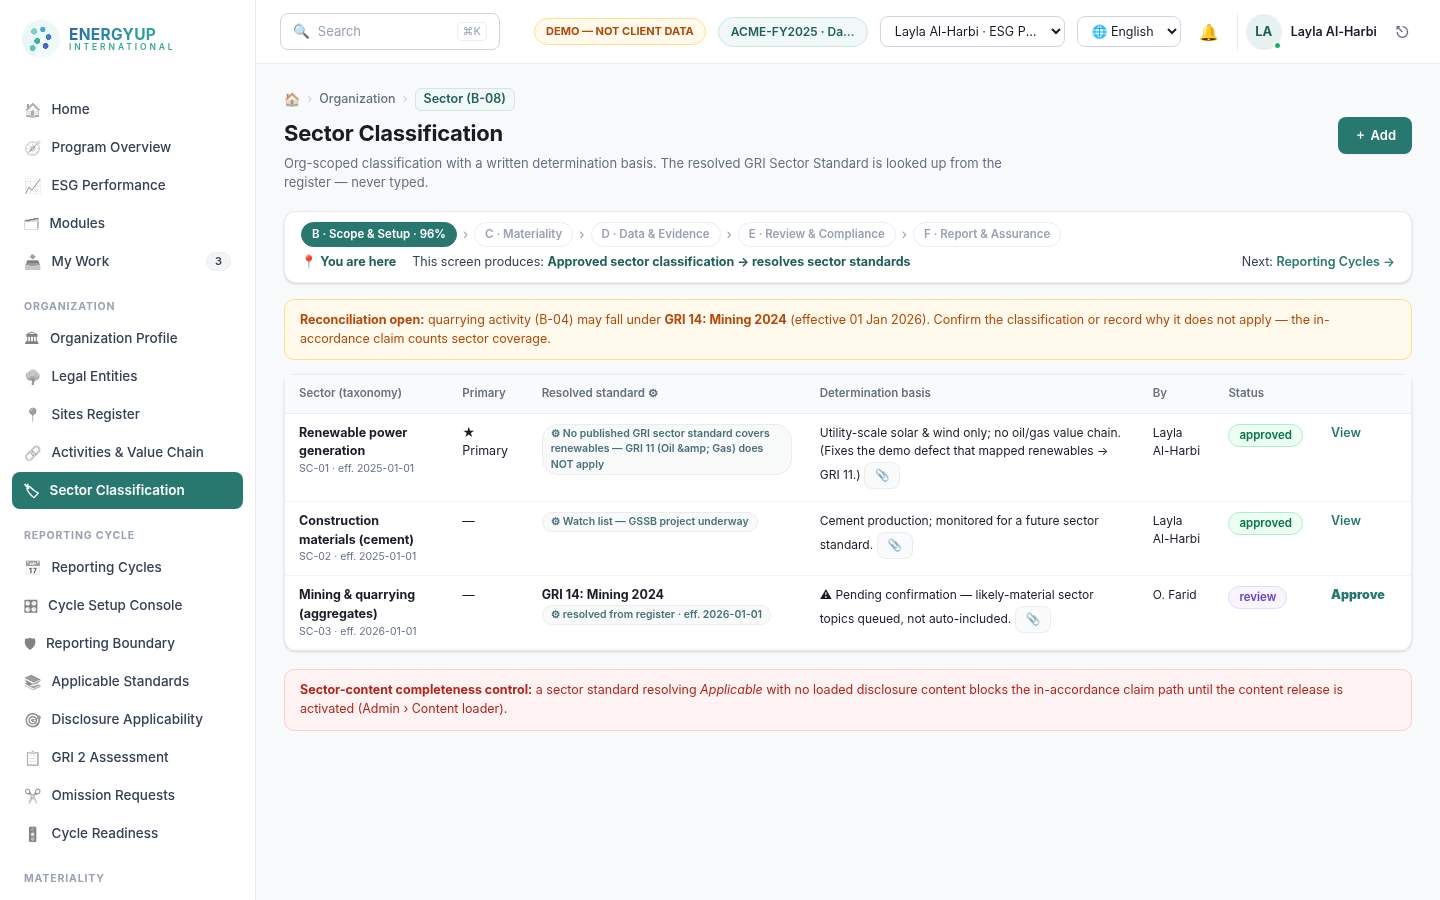 ENERGYUP
INTERNATIONAL
Search
⌘K
DEMO — NOT CLIENT DATA
ACME-FY2025 · Da...
Layla Al-Harbi · ESG P...
English
LA
Layla Al-Harbi
Home
Program Overview
ESG Performance
Modules
My Work
3
ORGANIZATION
Organization Profile
Legal Entities
Sites Register
Activities & Value Chain
Sector Classification
REPORTING CYCLE
Reporting Cycles
Cycle Setup Console
Reporting Boundary
Applicable Standards
Disclosure Applicability
GRI 2 Assessment
Omission Requests
Cycle Readiness
MATERIALITY
› Organization › Sector (B-08)
Sector Classification
Org-scoped classification with a written determination basis. The resolved GRI Sector Standard is looked up from the
register — never typed.
+ Add
B · Scope & Setup · 96% › C · Materiality › D · Data & Evidence › E · Review & Compliance › F · Report & Assurance
You are here This screen produces: Approved sector classification → resolves sector standards
Next: Reporting Cycles →
Reconciliation open: quarrying activity (B-04) may fall under GRI 14: Mining 2024 (effective 01 Jan 2026). Confirm the classification or record why it does not apply — the in-
accordance claim counts sector coverage.
Sector (taxonomy) Primary Resolved standard ⚙ Determination basis By Status
Renewable power
generation
SC-01 · eff. 2025-01-01
★
Primary
⚙ No published GRI sector standard covers
renewables — GRI 11 (Oil &amp; Gas) does
NOT apply
Utility-scale solar & wind only; no oil/gas value chain.
(Fixes the demo defect that mapped renewables →
GRI 11.)
Layla
Al-Harbi
approved
View
Construction
materials (cement)
SC-02 · eff. 2025-01-01
—
⚙ Watch list — GSSB project underway
Cement production; monitored for a future sector
standard.
Layla
Al-Harbi
approved
View
Mining & quarrying
(aggregates)
SC-03 · eff. 2026-01-01
—
GRI 14: Mining 2024
⚙ resolved from register · eff. 2026-01-01
⚠ Pending confirmation — likely-material sector
topics queued, not auto-included.
O. Farid
review
Approve
Sector-content completeness control: a sector standard resolving Applicable with no loaded disclosure content blocks the in-accordance claim path until the content release is
activated (Admin › Content loader).